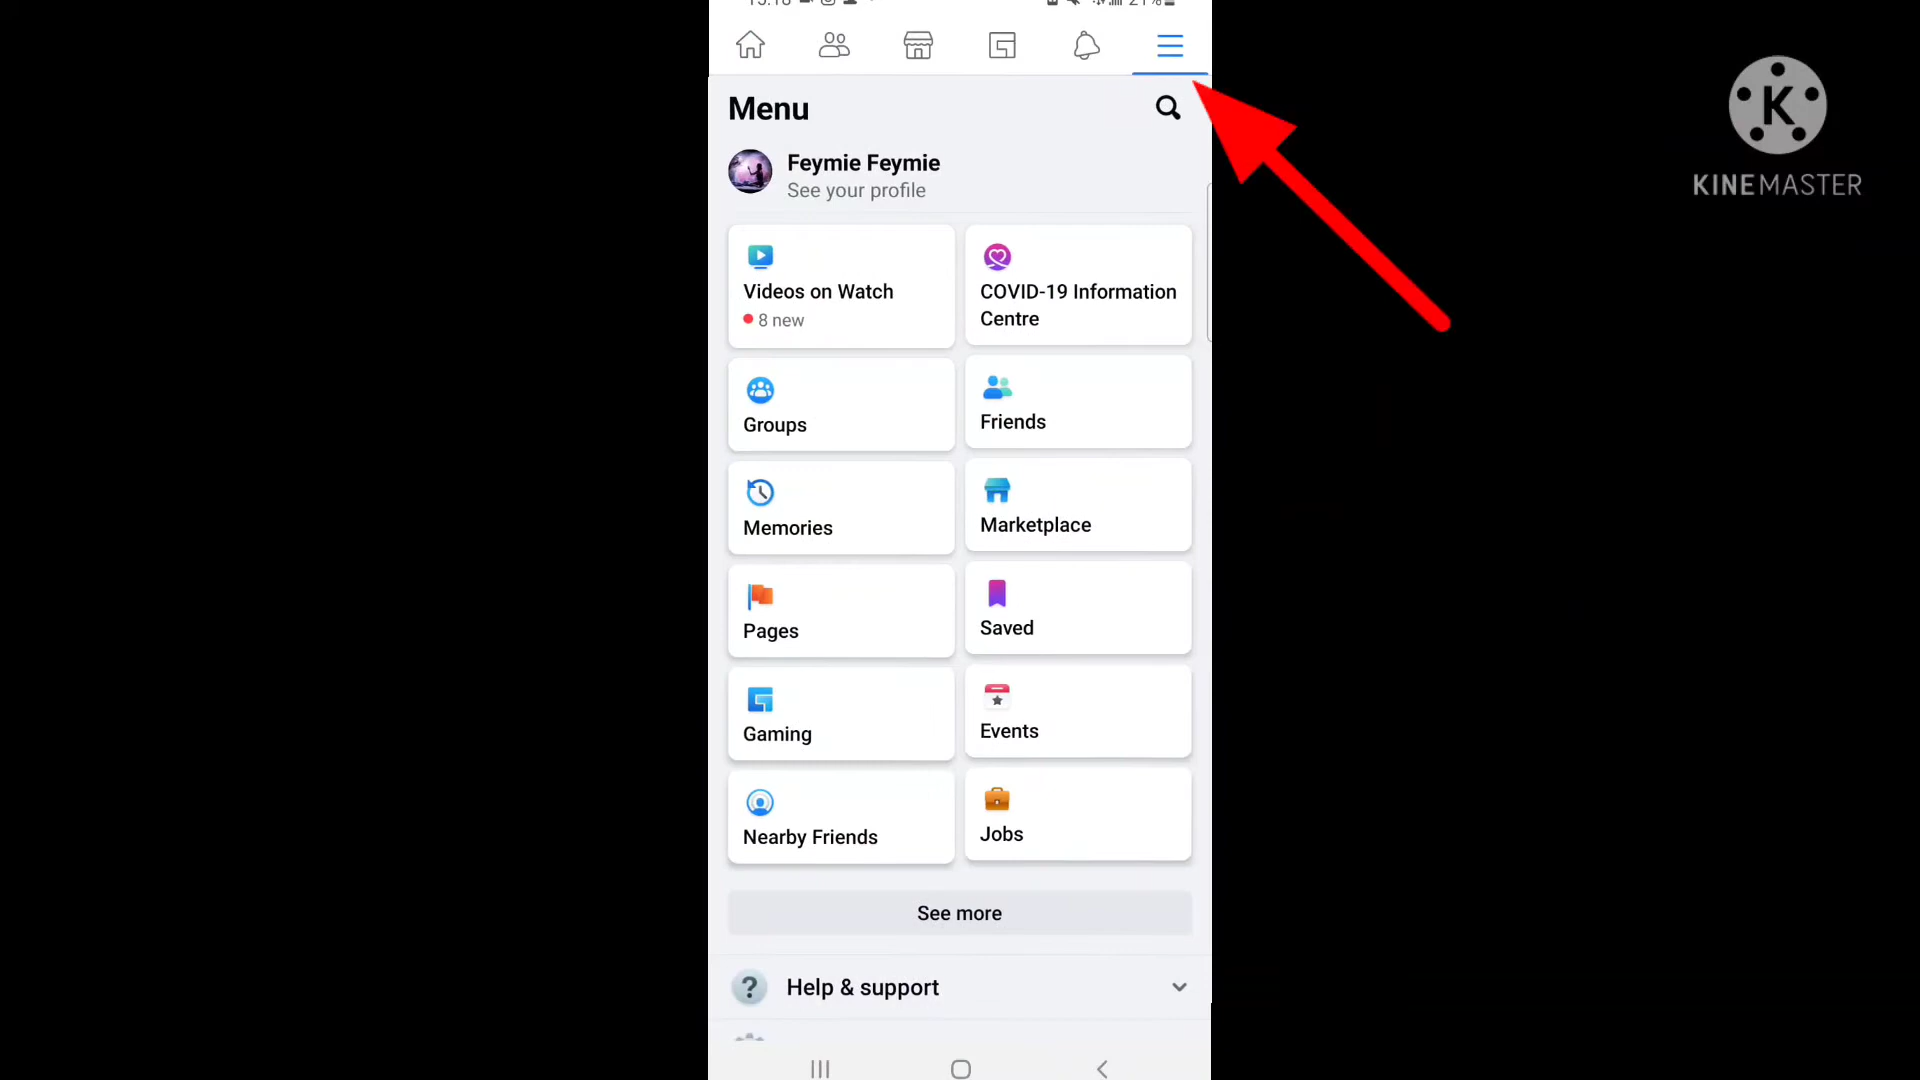 Menu
Feymie Feymie
See your profile
Videos on Watch
8 new
COVID-19 Information
Centre
Groups
Friends
Memories
Marketplace
Pages
Saved
Gaming
Events
Nearby Friends
Jobs
See more
? Help & support
K
KINEMASTER